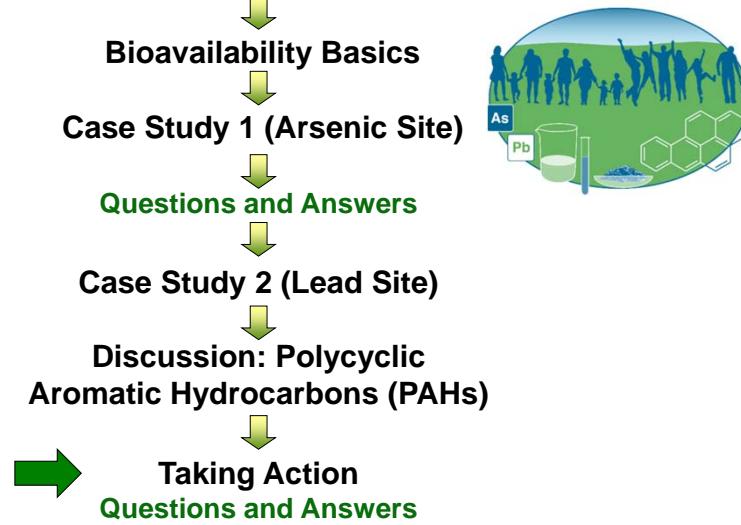 Bioavailability Basics
Case Study 1 (Arsenic Site)
Questions and Answers
Case Study 2 (Lead Site)
Discussion: Polycyclic
Aromatic Hydrocarbons (PAHs)
Taking Action
Questions and Answers
As
Pb